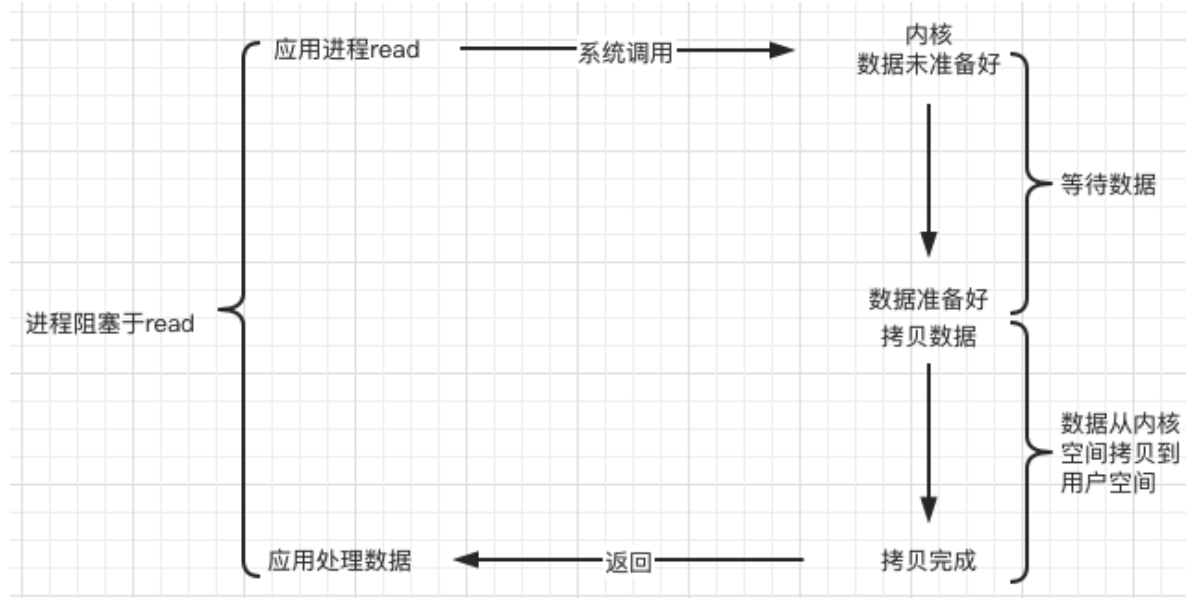 应用进程read
系统调用
内核
数据未准备好
等待数据
数据准备好
进程阻塞于read
拷贝数据
数据从内核
空间拷贝到
用户空间
应用处理数据
返回
拷贝完成